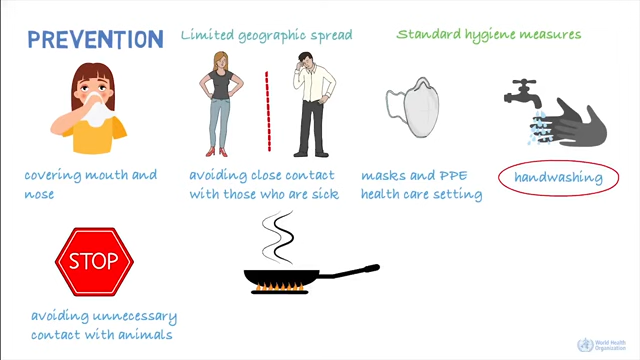 PREVENTION
Limited geographic spread
Standard hygiene measures
covering mouth and
nose
avoiding close contact
with those who are sick
masks and PPE
health care setting
handwashing
STOP
avoiding unnecessary
contact with animals
World Health
Organization